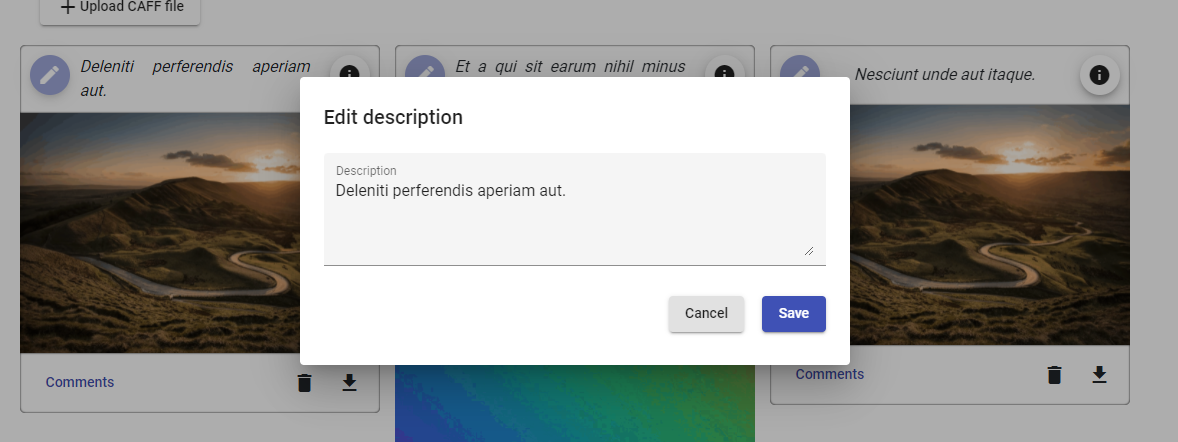 Upload CAFF file
Deleniti perferendis aperiam
aut.
Et a qui sit earum nihil minus
Nesciunt unde aut itaque.
Edit description
Description
Deleniti perferendis aperiam aut.
Cancel
Save
Comments
Comments